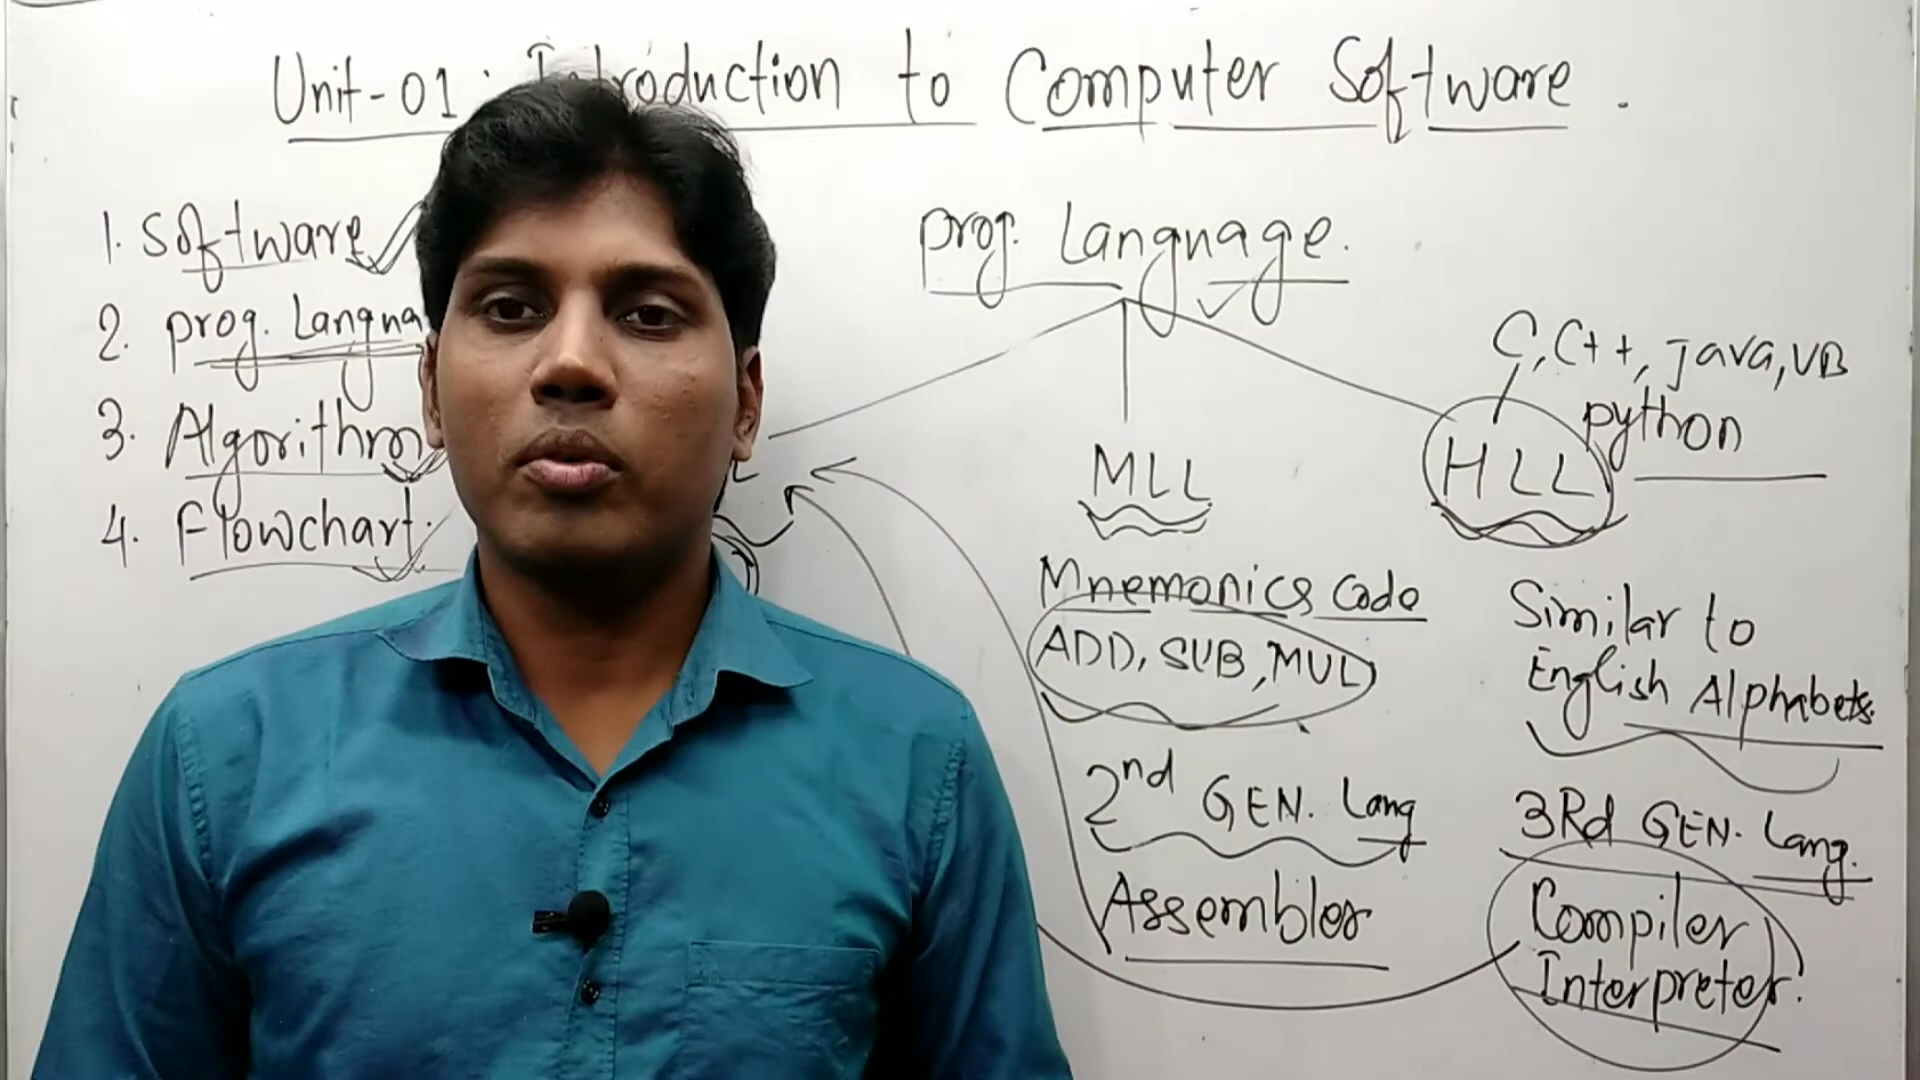 Unit-01: Introduction to Computer Software.
1. Software
2. prog. Langua
3. Algorithm
4. Flowchart.
prog. Language.
MLL
Mnemonics Code
ADD, SUB, MUL
2nd GEN. Lang
Assembler
C, C++, Java, VB
python
HLL
Similar to
English Alphabets.
3Rd GEN. Lang.
Compiler
Interpreter.